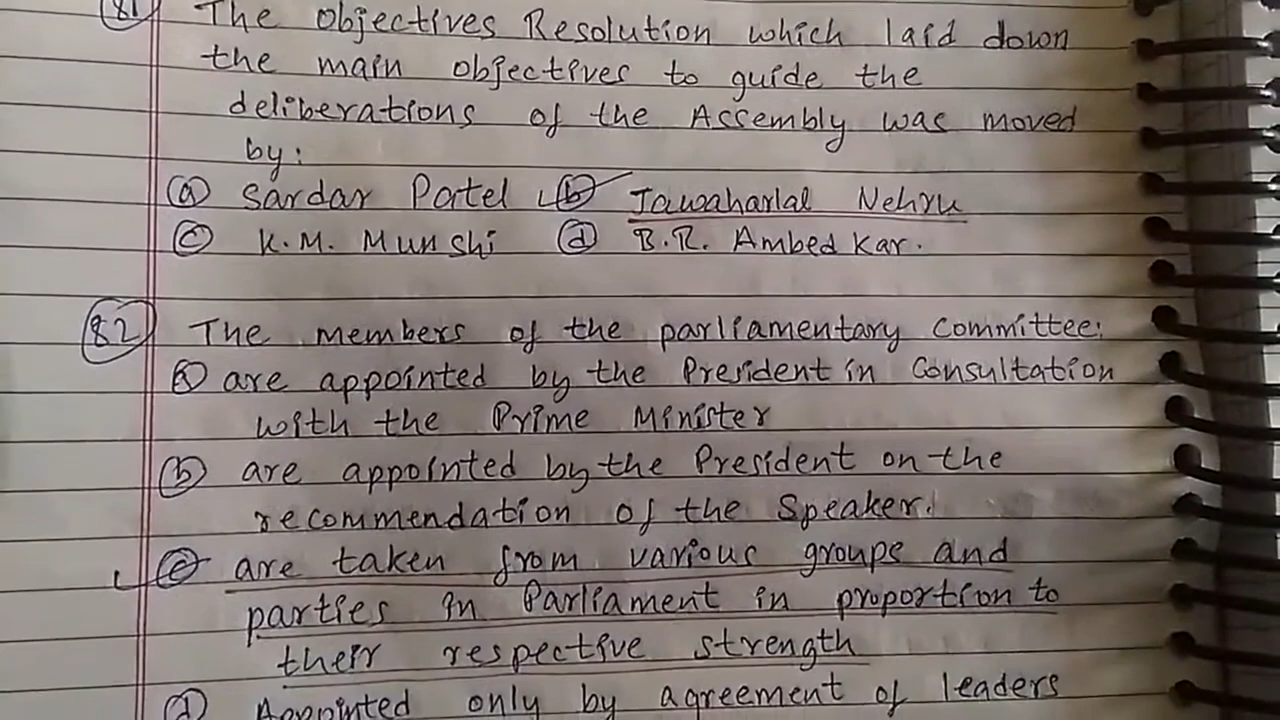 81 The Objectives Resolution which laid down
the main objectives to guide the
deliberations of the Assembly was moved
by:
(a) Sardar Patel (b) Jawaharlal Nehru
(c) K.M. Munshi (d) B.R. Ambedkar.
82 The members of the parliamentary Committee:
(a) are appointed by the President in Consultation
with the Prime Minister
(b) are appointed by the President on the
recommendation of the Speaker.
(c) are taken from various groups and
parties in Parliament in proportion to
their respective strength
(d) Appointed only by agreement of leaders